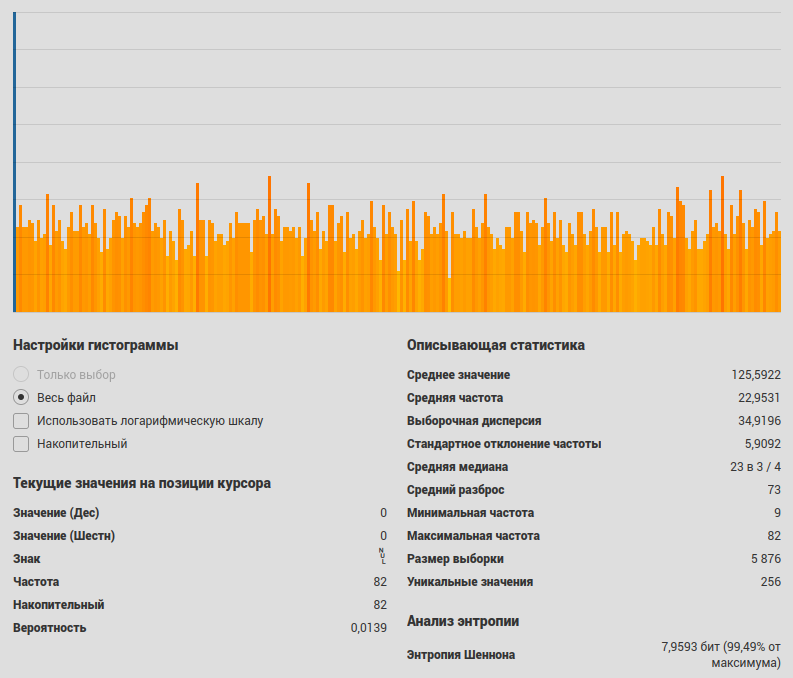 Настройки гистограммы
Только выбор
Весь файл
Использовать логарифмическую шкалу
Накопительный
Текущие значения на позиции курсора
Значение (Дес) 0
Значение (Шестн) 0
Знак NUL
Частота 82
Накопительный 82
Вероятность 0,0139
Описывающая статистика
Среднее значение 125,5922
Средняя частота 22,9531
Выборочная дисперсия 34,9196
Стандартное отклонение частоты 5,9092
Средняя медиана 23 в 3 / 4
Средний разброс 73
Минимальная частота 9
Максимальная частота 82
Размер выборки 5 876
Уникальные значения 256
Анализ энтропии
Энтропия Шеннона 7,9593 бит (99,49% от
максимума)